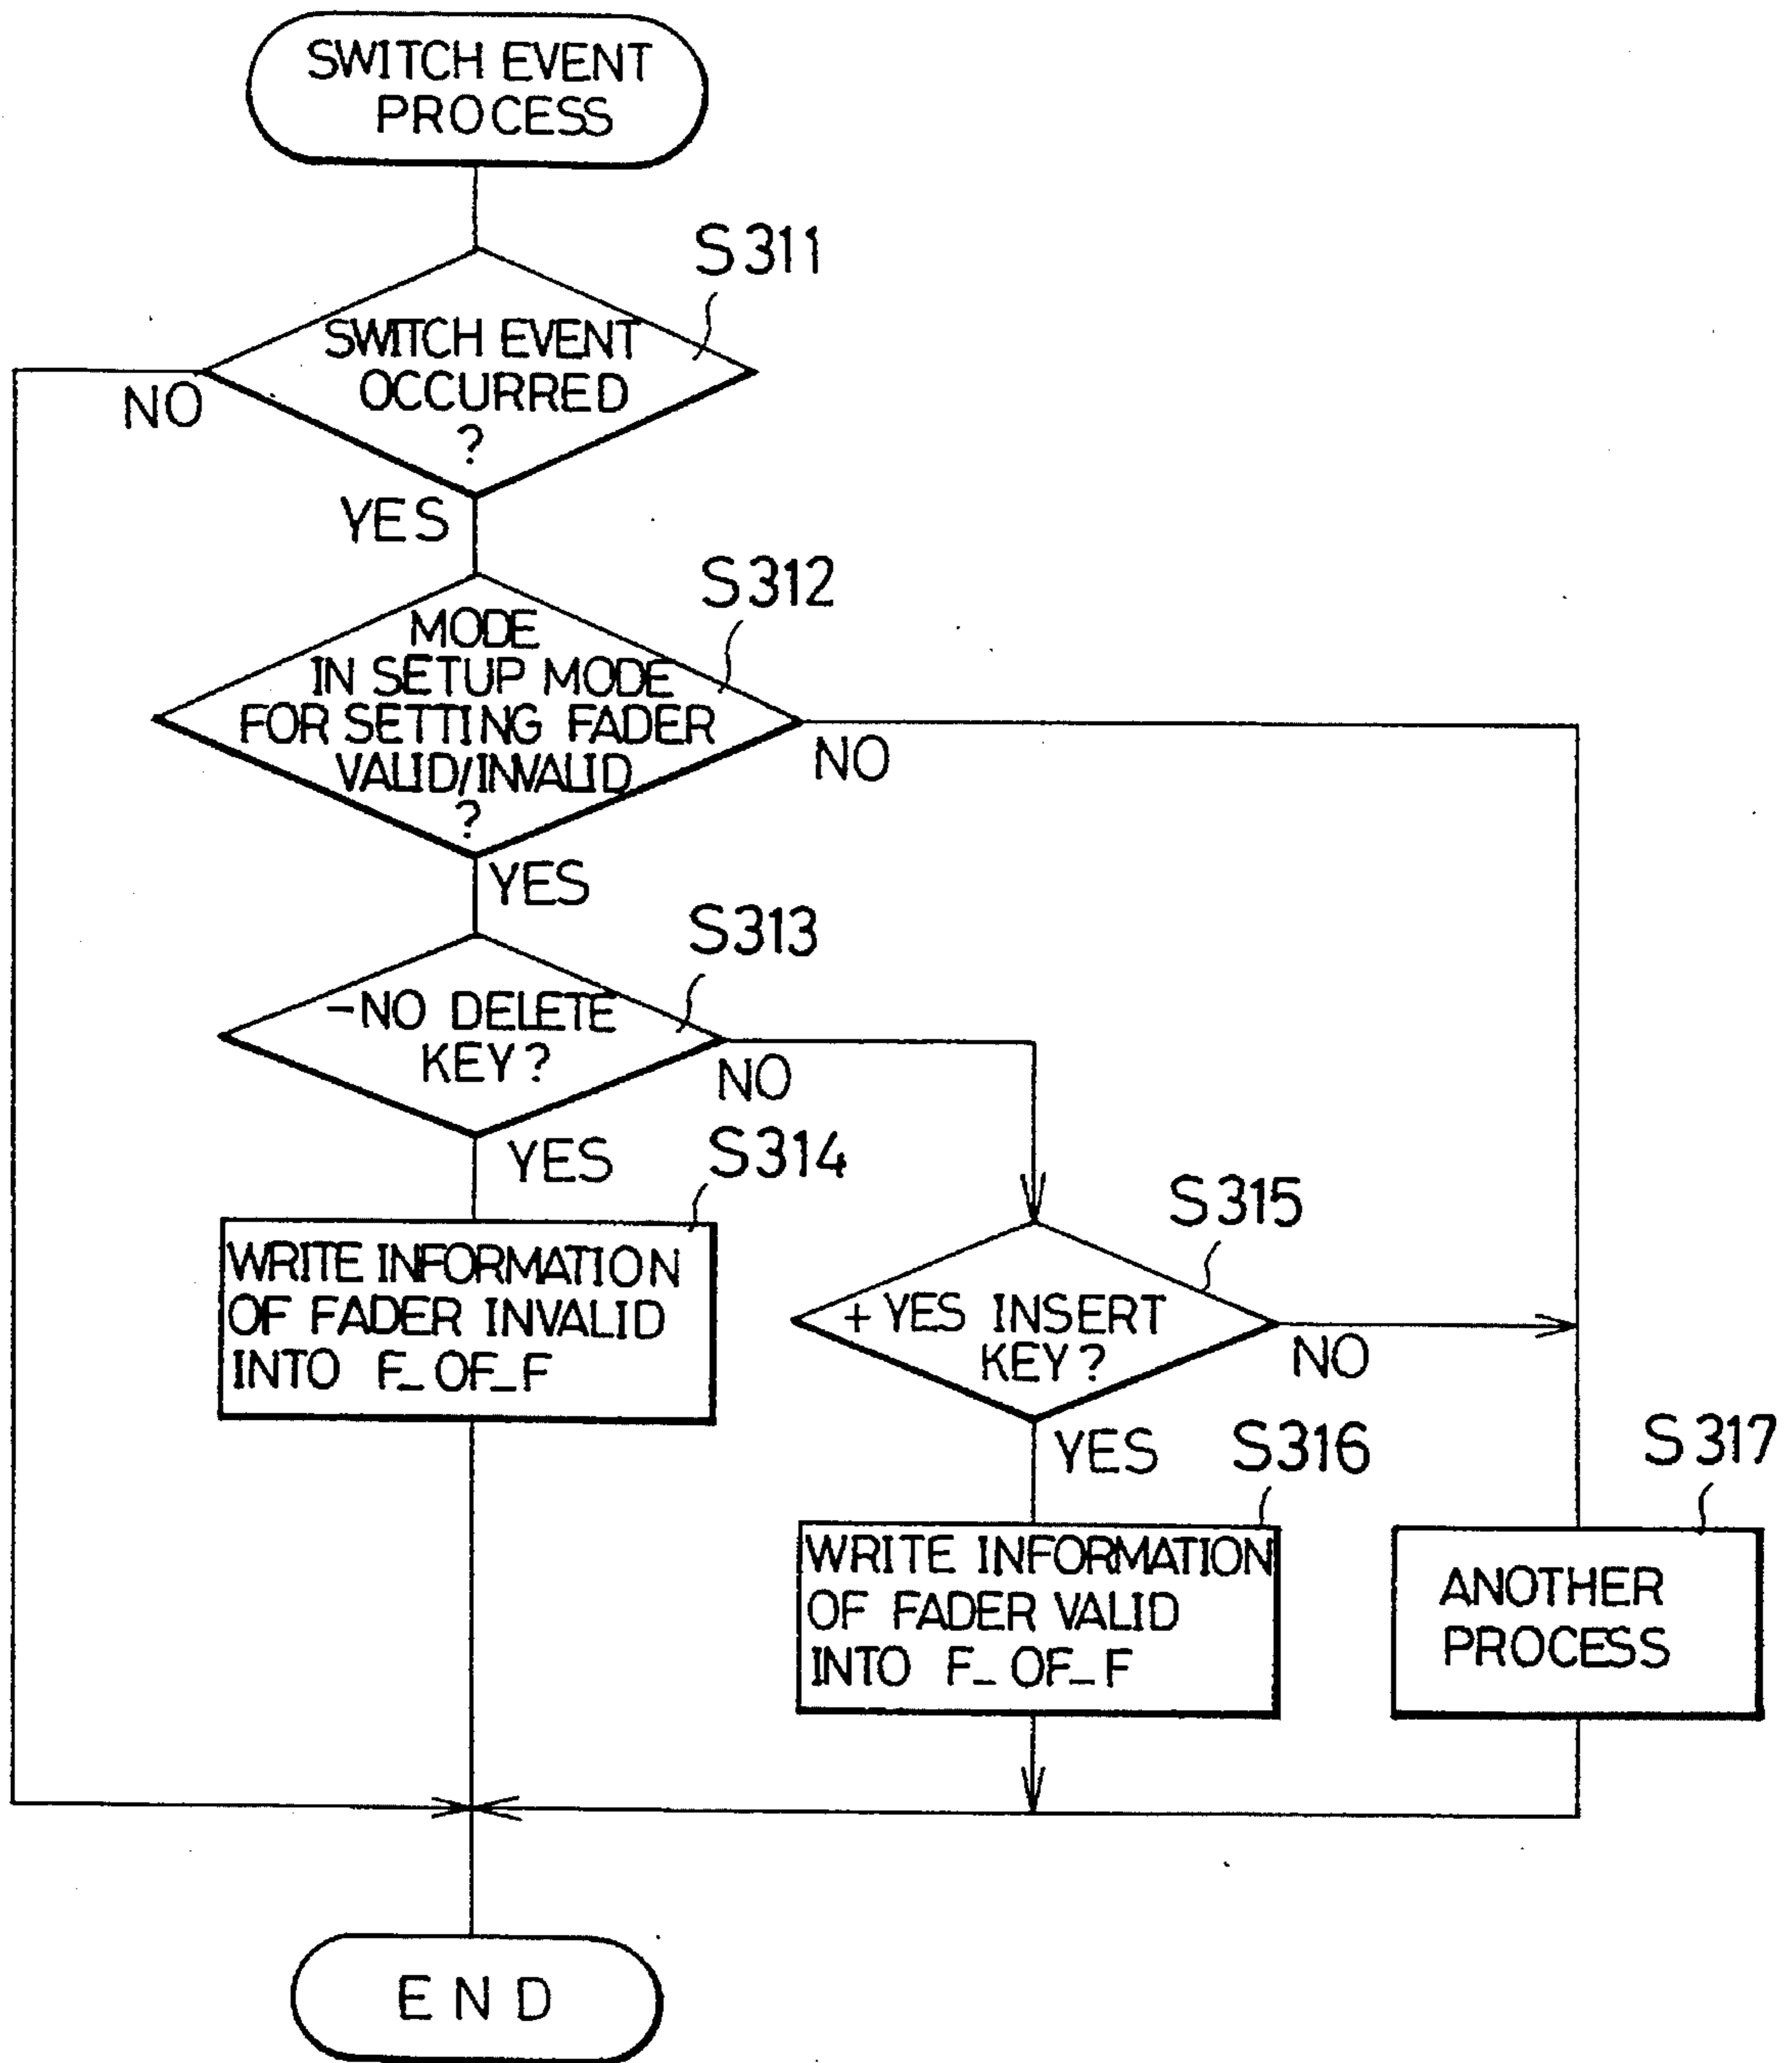 SWITCH EVENT
PROCESS
S311
SWITCH EVENT
OCCURRED
?
NO
YES
S312
MODE
IN SETUP MODE
FOR SETTING FADER
VALID/INVALID
?
NO
YES
S313
-NO DELETE
KEY?
NO
YES
S314
WRITE INFORMATION
OF FADER INVALID
INTO F_OF_F
S315
+YES INSERT
KEY?
NO
YES
S316
WRITE INFORMATION
OF FADER VALID
INTO F_OF_F
S317
ANOTHER
PROCESS
END